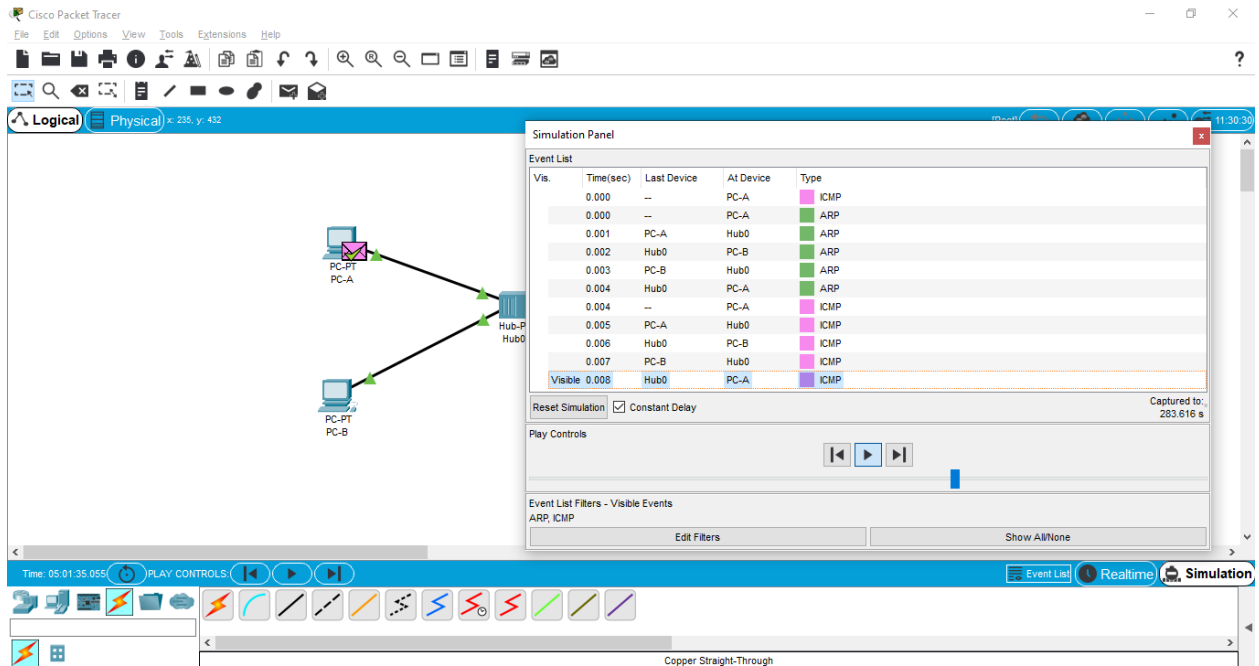 Cisco Packet Tracer
File Edit Options View Tools Extensions Help
?
Logical Physical x: 235, y: 432 [Root] 11:30:30
Simulation Panel x
Event List
Vis. Time(sec) Last Device At Device Type
0.000 -- PC-A ICMP
0.000 -- PC-A ARP
0.001 PC-A Hub0 ARP
0.002 Hub0 PC-B ARP
0.003 PC-B Hub0 ARP
0.004 Hub0 PC-A ARP
0.004 -- PC-A ICMP
0.005 PC-A Hub0 ICMP
0.006 Hub0 PC-B ICMP
0.007 PC-B Hub0 ICMP
Visible 0.008 Hub0 PC-A ICMP
Reset Simulation Constant Delay Captured to:
283.616 s
Play Controls
Event List Filters - Visible Events
ARP, ICMP
Edit Filters Show All/None
PC-PT
PC-A
Hub-P
Hub0
PC-PT
PC-B
Time: 05:01:35.055 PLAY CONTROLS: Event List Realtime Simulation
Copper Straight-Through